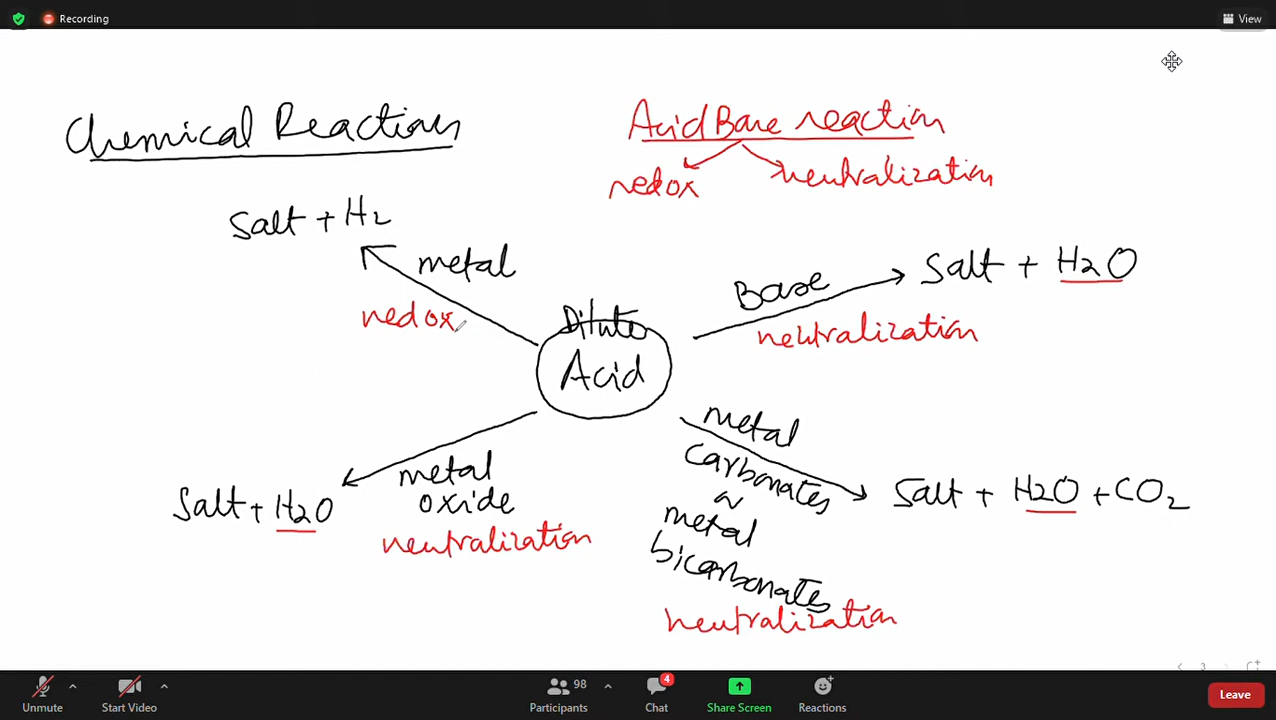 Recording
View
Chemical Reactions
Acid Base reaction
redox
neutralization
Salt + H2
metal
redox
Base
Salt + H2O
neutralization
Dilute
Acid
metal
oxide
Salt + H2O
neutralization
metal
carbonates
or
metal
bicarbonates
Salt + H2O + CO2
neutralization
3
Unmute
Start Video
98
Participants
4
Chat
Share Screen
Reactions
Leave